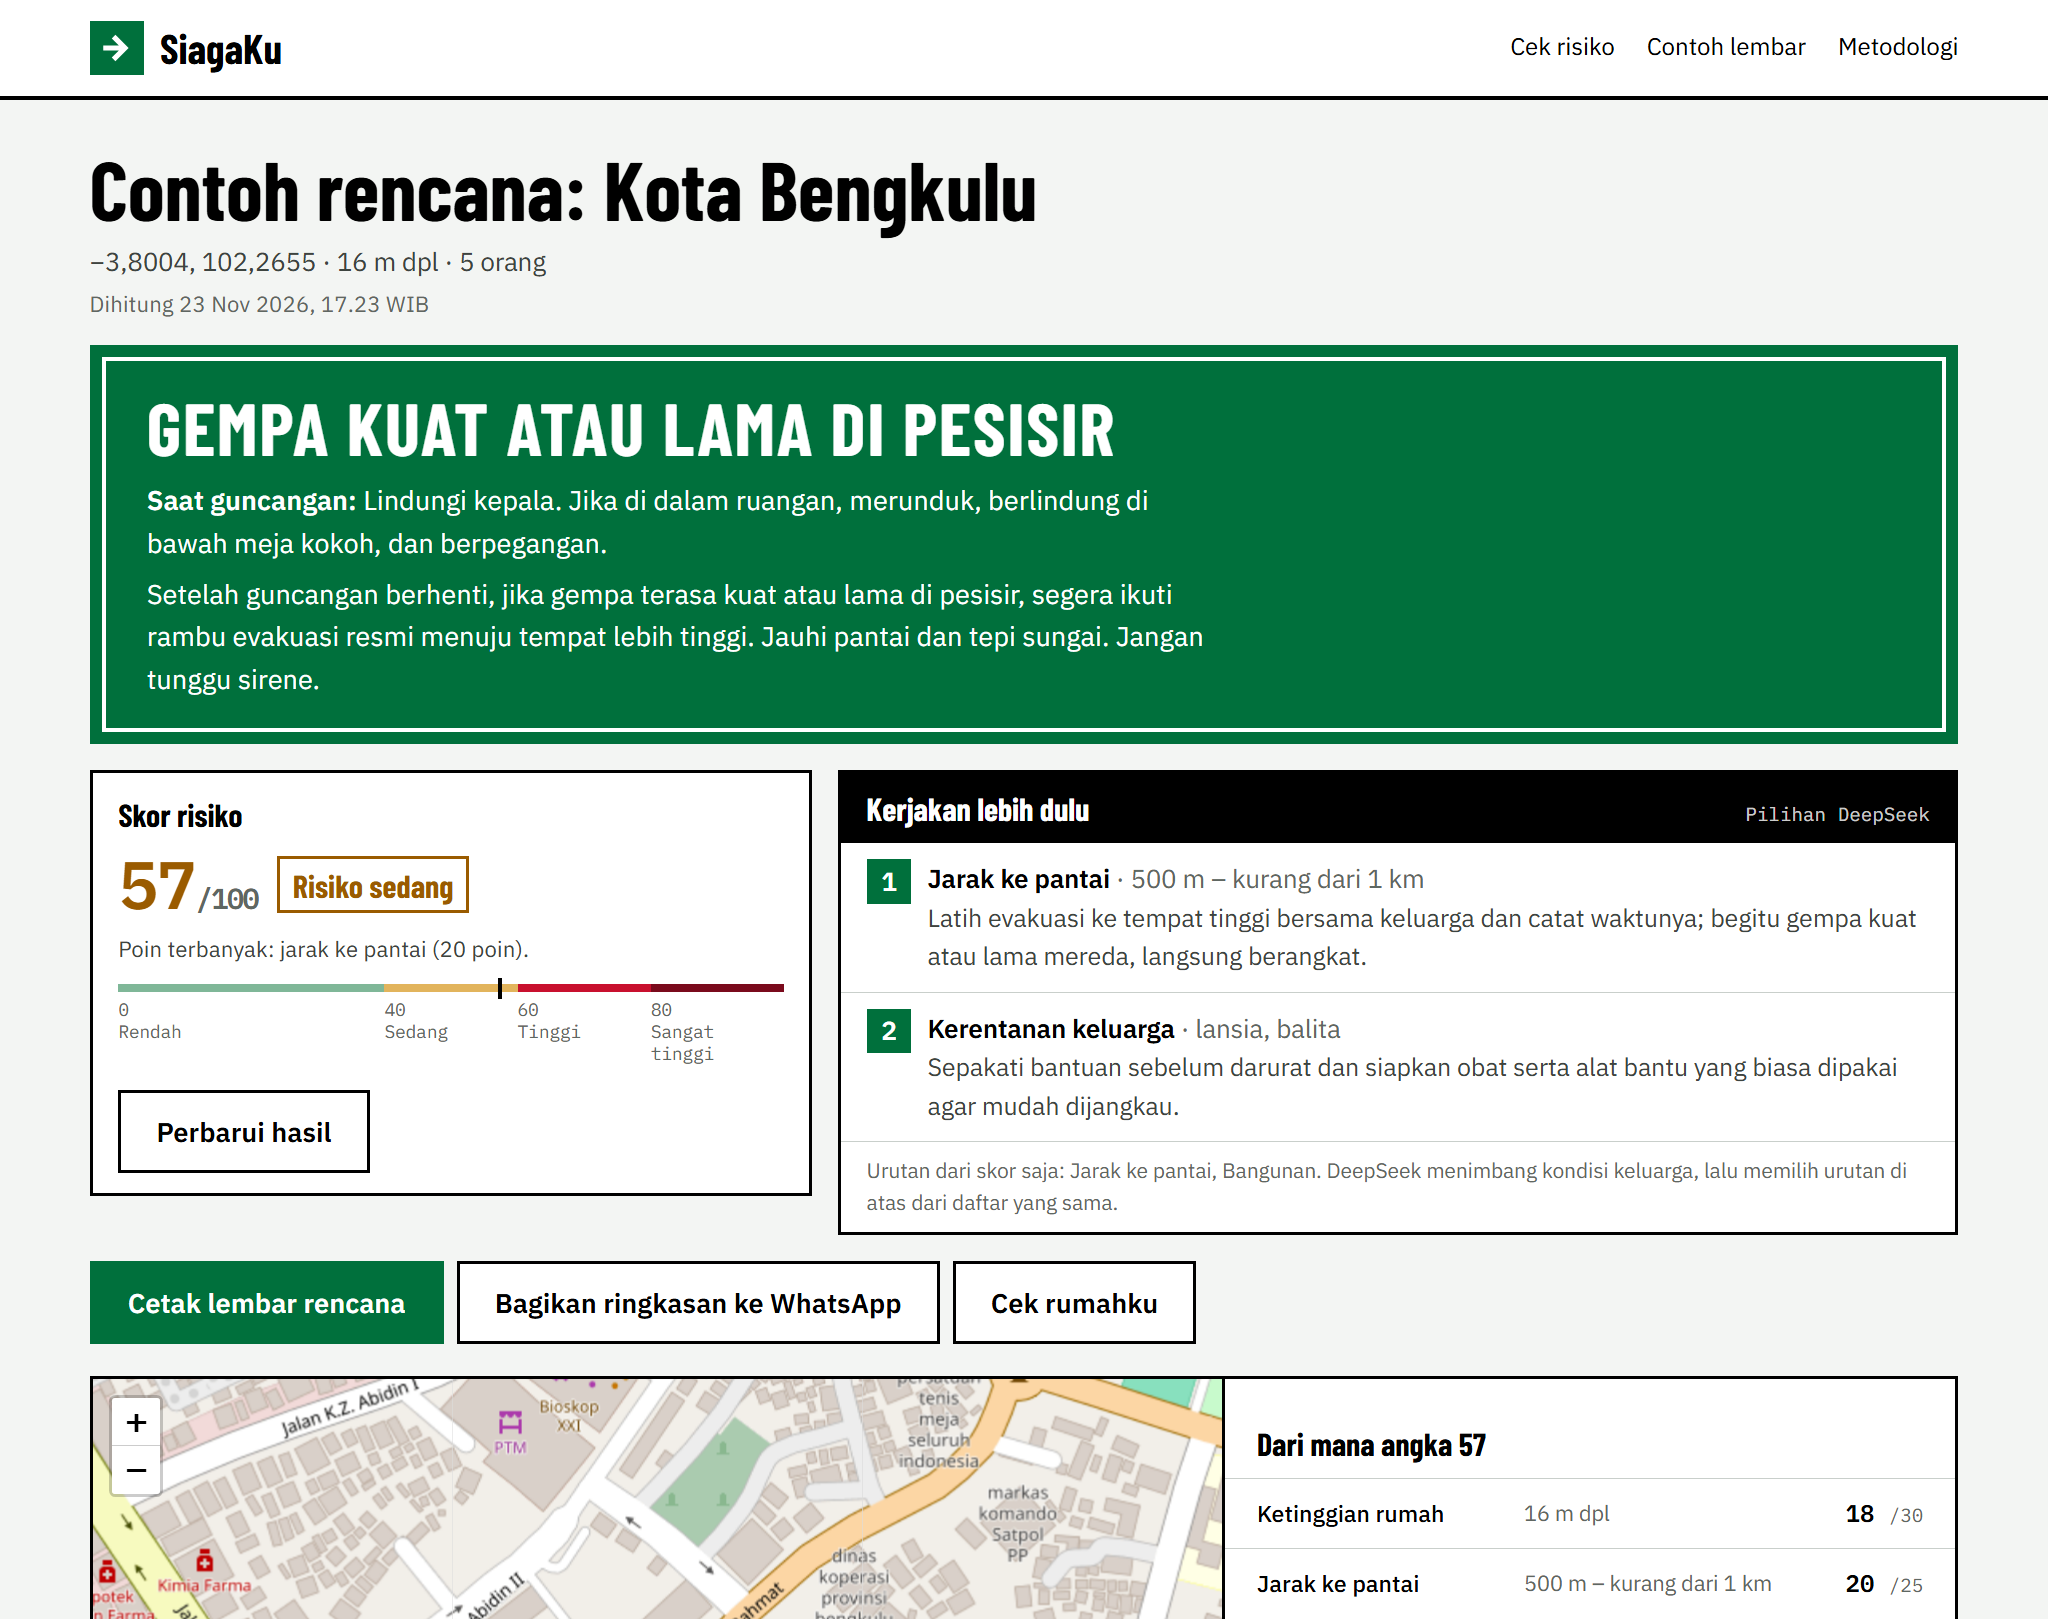 SiagaKu
Cek risiko
Contoh lembar
Metodologi
Contoh rencana: Kota Bengkulu
−3,8004, 102,2655 · 16 m dpl · 5 orang
Dihitung 23 Nov 2026, 17.23 WIB
GEMPA KUAT ATAU LAMA DI PESISIR
Saat guncangan: Lindungi kepala. Jika di dalam ruangan, merunduk, berlindung di
bawah meja kokoh, dan berpegangan.
Setelah guncangan berhenti, jika gempa terasa kuat atau lama di pesisir, segera ikuti
rambu evakuasi resmi menuju tempat lebih tinggi. Jauhi pantai dan tepi sungai. Jangan
tunggu sirene.
Skor risiko
57/100
Risiko sedang
Poin terbanyak: jarak ke pantai (20 poin).
0
Rendah
40
Sedang
60
Tinggi
80
Sangat
tinggi
Perbarui hasil
Kerjakan lebih dulu
Pilihan DeepSeek
1
Jarak ke pantai · 500 m – kurang dari 1 km
Latih evakuasi ke tempat tinggi bersama keluarga dan catat waktunya; begitu gempa kuat
atau lama mereda, langsung berangkat.
2
Kerentanan keluarga · lansia, balita
Sepakati bantuan sebelum darurat dan siapkan obat serta alat bantu yang biasa dipakai
agar mudah dijangkau.
Urutan dari skor saja: Jarak ke pantai, Bangunan. DeepSeek menimbang kondisi keluarga, lalu memilih urutan di
atas dari daftar yang sama.
Cetak lembar rencana
Bagikan ringkasan ke WhatsApp
Cek rumahku
+
−
Jalan K.Z. Abidin I
Bioskop
XXI
PTM
tenis
meja
seluruh
indonesia
markas
komando
Satpol
PP
dinas
koperasi
provinsi
bengkulu
Kimia Farma
potek
n Farma
Abidin II
ahmat
Dari mana angka 57
Ketinggian rumah
16 m dpl
18 /30
Jarak ke pantai
500 m – kurang dari 1 km
20 /25